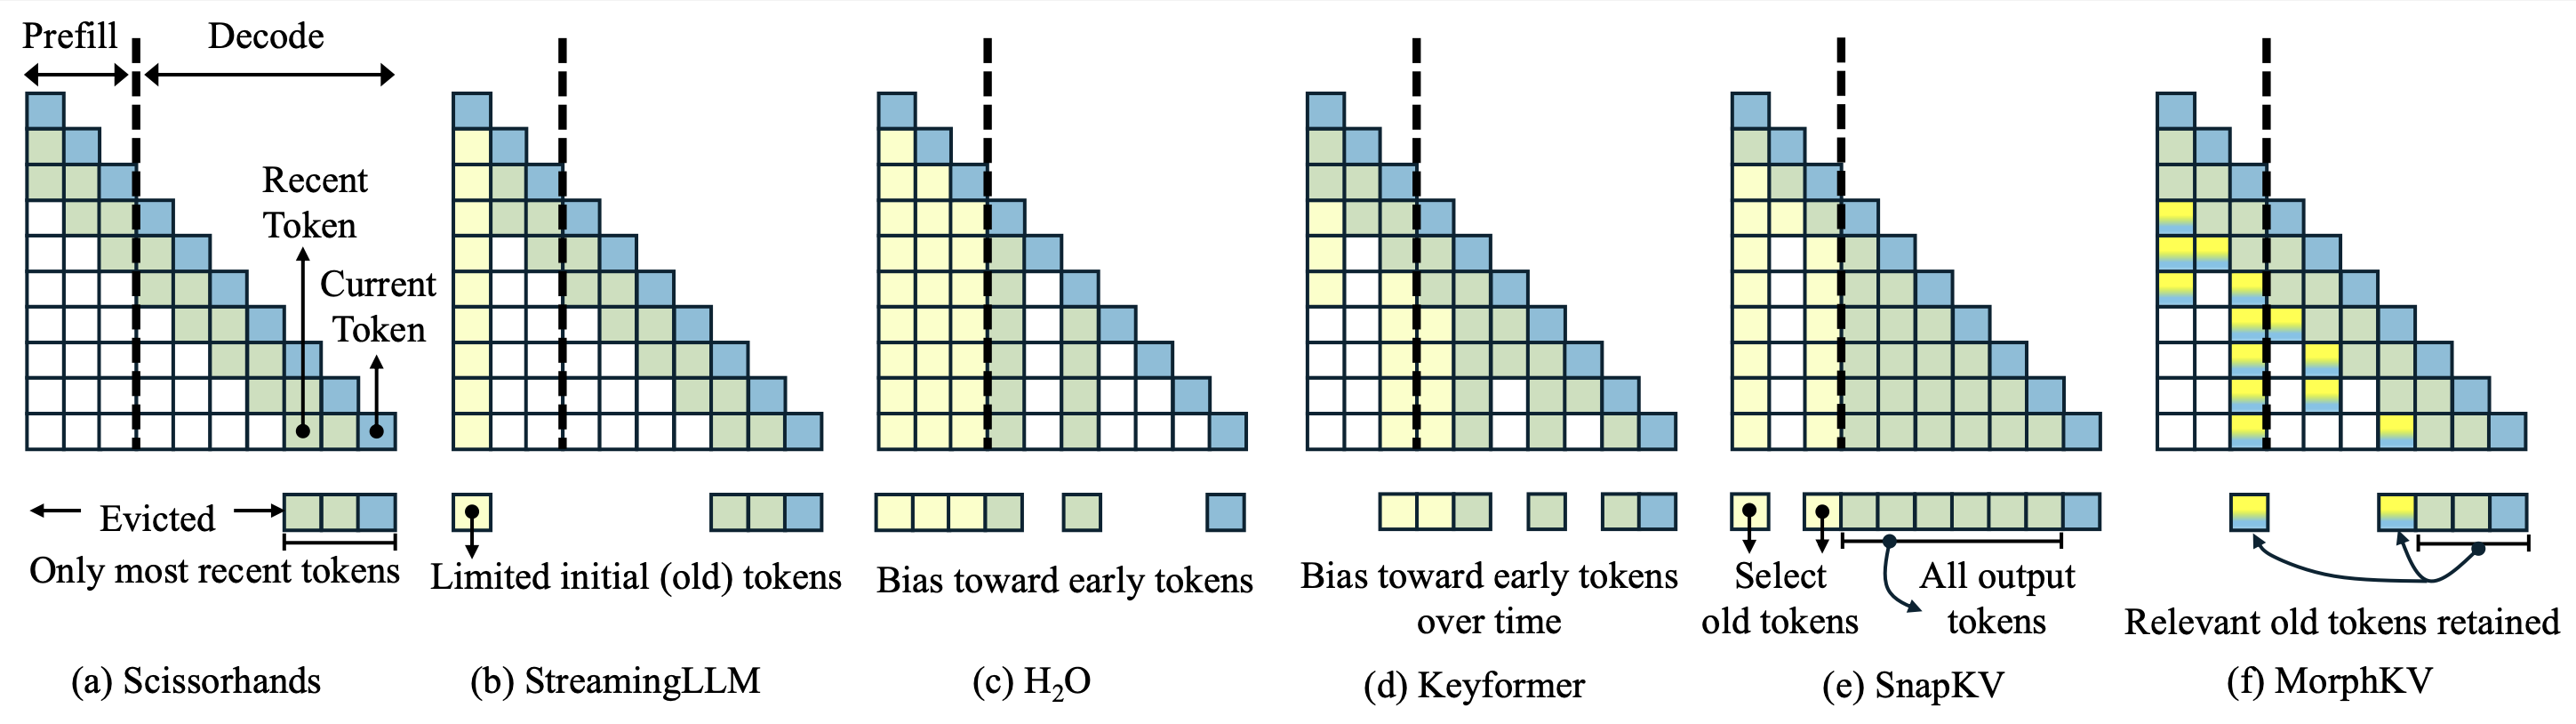 Prefill
Decode
Recent
Token
Current
Token
Evicted
Only most recent tokens
Limited initial (old) tokens
Bias toward early tokens
Bias toward early tokens
over time
Select
old tokens
All output
tokens
Relevant old tokens retained
(a) Scissorhands
(b) StreamingLLM
(c) H₂O
(d) Keyformer
(e) SnapKV
(f) MorphKV